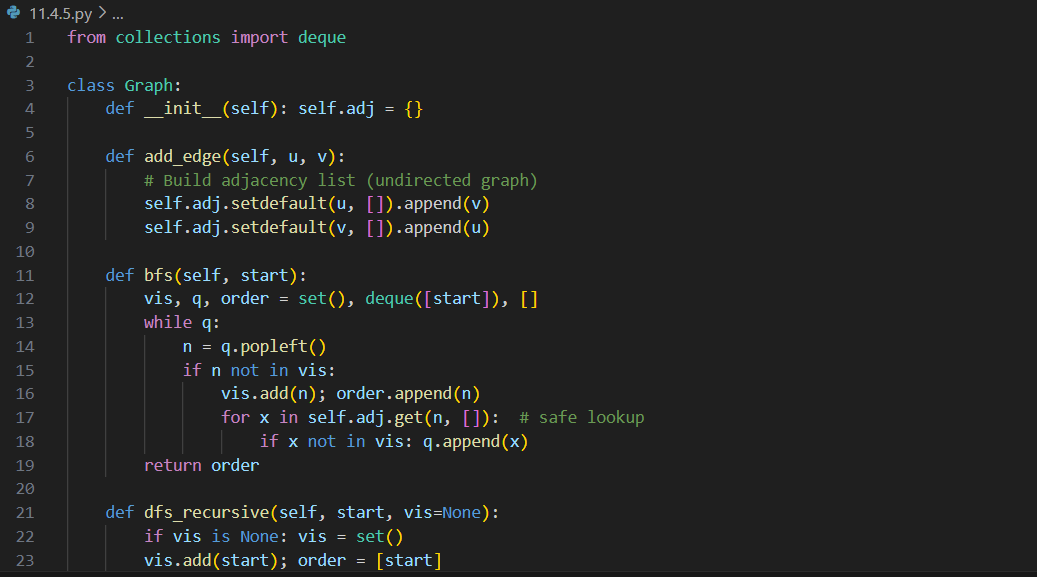 11.4.5.py > ...
1 from collections import deque
2
3 class Graph:
4     def __init__(self): self.adj = {}
5
6     def add_edge(self, u, v):
7         # Build adjacency list (undirected graph)
8         self.adj.setdefault(u, []).append(v)
9         self.adj.setdefault(v, []).append(u)
10
11     def bfs(self, start):
12         vis, q, order = set(), deque([start]), []
13         while q:
14             n = q.popleft()
15             if n not in vis:
16                 vis.add(n); order.append(n)
17                 for x in self.adj.get(n, []):  # safe lookup
18                     if x not in vis: q.append(x)
19         return order
20
21     def dfs_recursive(self, start, vis=None):
22         if vis is None: vis = set()
23         vis.add(start); order = [start]